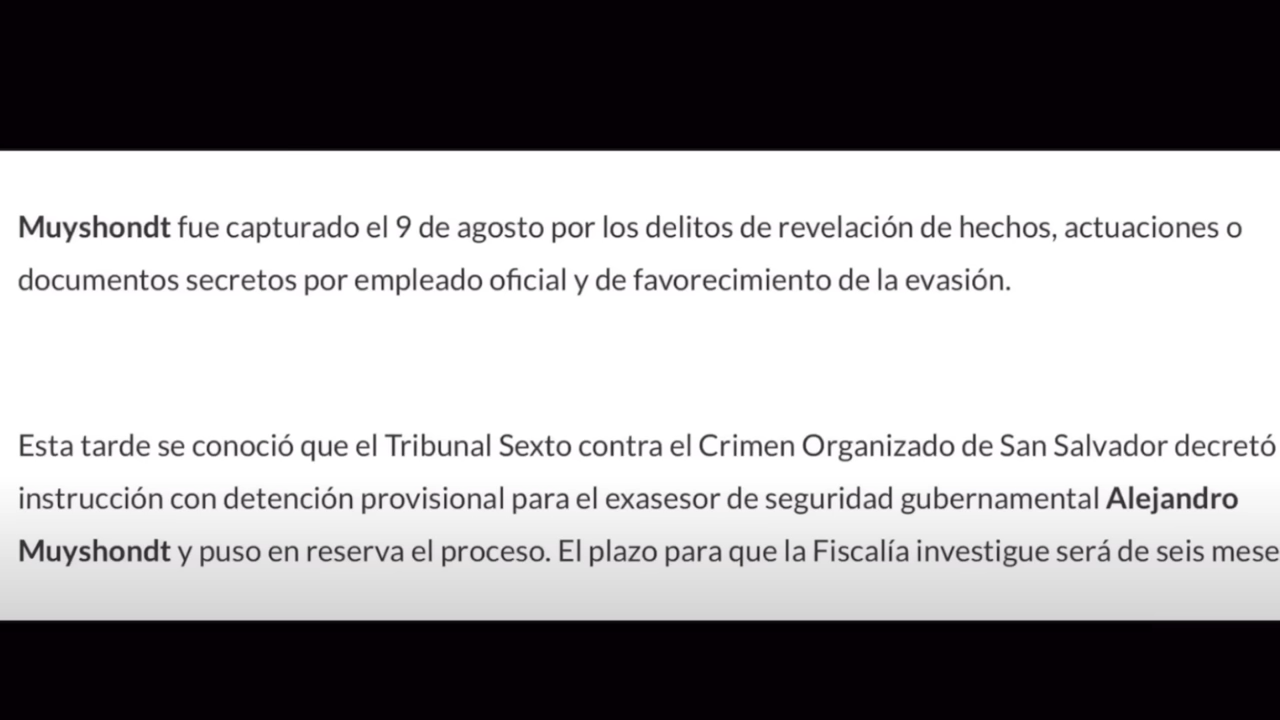 Muyshondt fue capturado el 9 de agosto por los delitos de revelación de hechos, actuaciones o
documentos secretos por empleado oficial y de favorecimiento de la evasión.
Esta tarde se conoció que el Tribunal Sexto contra el Crimen Organizado de San Salvador decretó
instrucción con detención provisional para el exasesor de seguridad gubernamental Alejandro
Muyshondt y puso en reserva el proceso. El plazo para que la Fiscalía investigue será de seis mese